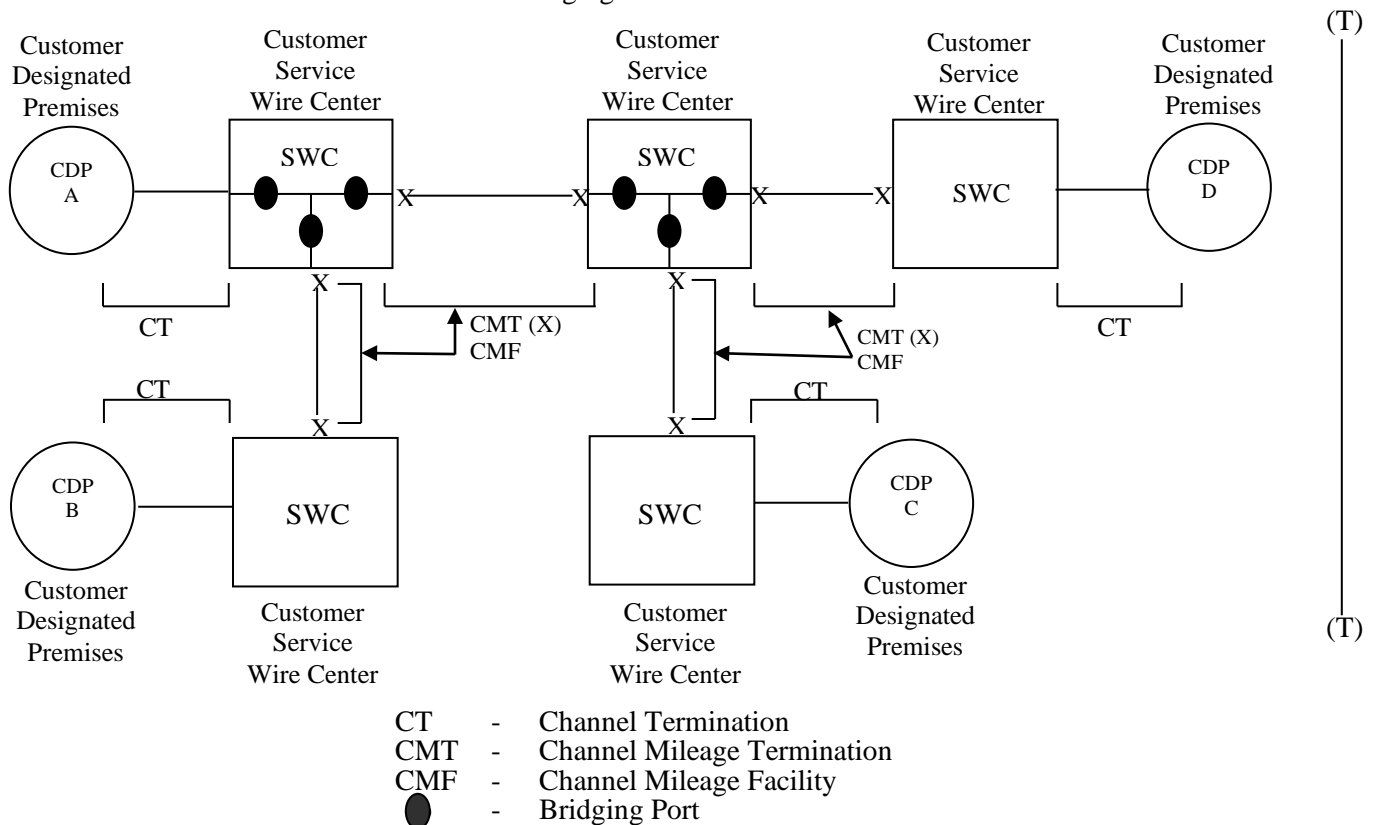 (T)
Customer
Designated
Premises
Customer
Service
Wire Center
Customer
Service
Wire Center
Customer
Service
Wire Center
Customer
Designated
Premises
CDP
A
SWC
SWC
SWC
CDP
D
X
X
X
X
X
X
CT
CMT (X)
CMF
CMT (X)
CMF
CT
CT
CT
X
X
CDP
B
SWC
SWC
CDP
C
Customer
Designated
Premises
Customer
Service
Wire Center
Customer
Service
Wire Center
Customer
Designated
Premises
(T)
CT - Channel Termination
CMT - Channel Mileage Termination
CMF - Channel Mileage Facility
- Bridging Port